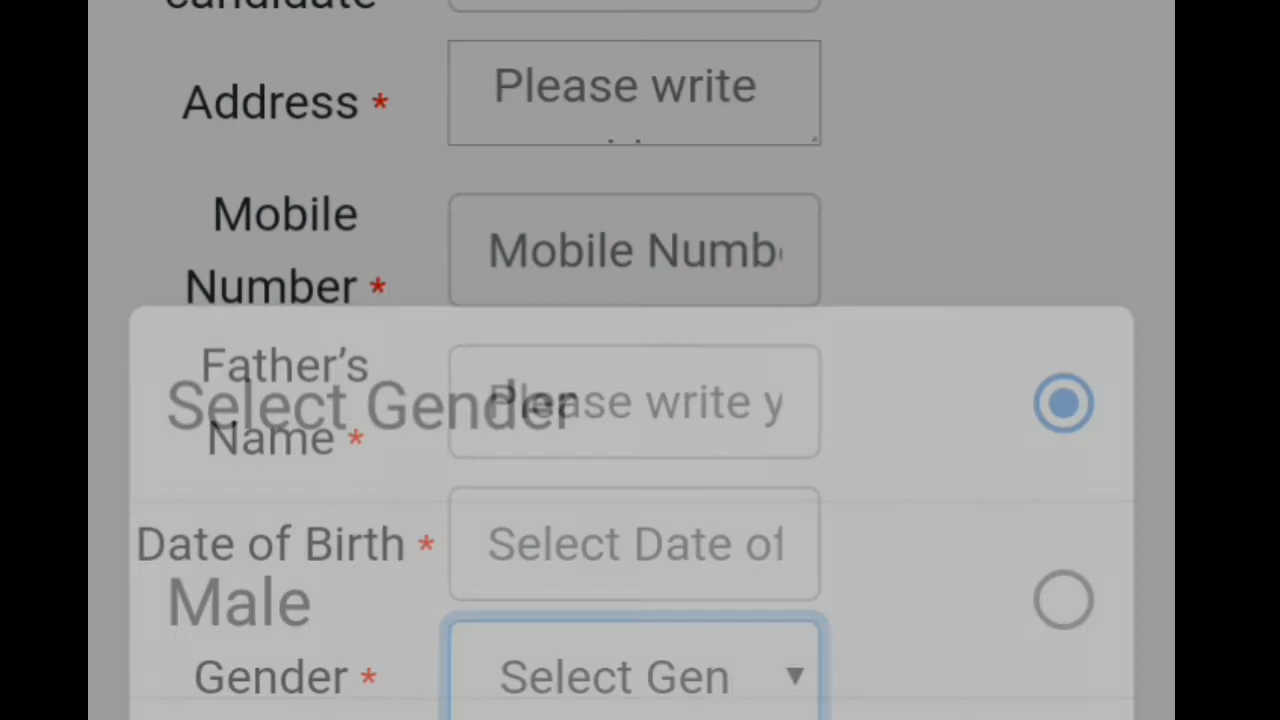 candidate
Address *
Please write
Mobile
Number *
Mobile Numb
Father’s
Name *
Please write y
Select Gender
Date of Birth *
Select Date of
Male
Gender *
Select Gen ▼